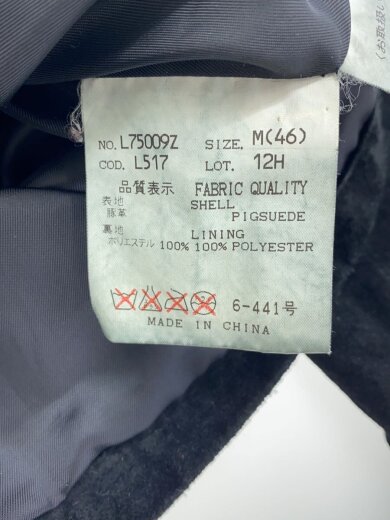 NO. L75009Z SIZE. M(46)
COD. L517 LOT. 12H
品質表示 FABRIC QUALITY
表地 SHELL
豚革 PIGSUEDE
裏地 LINING
ポリエステル 100% 100% POLYESTER
6-441号
MADE IN CHINA